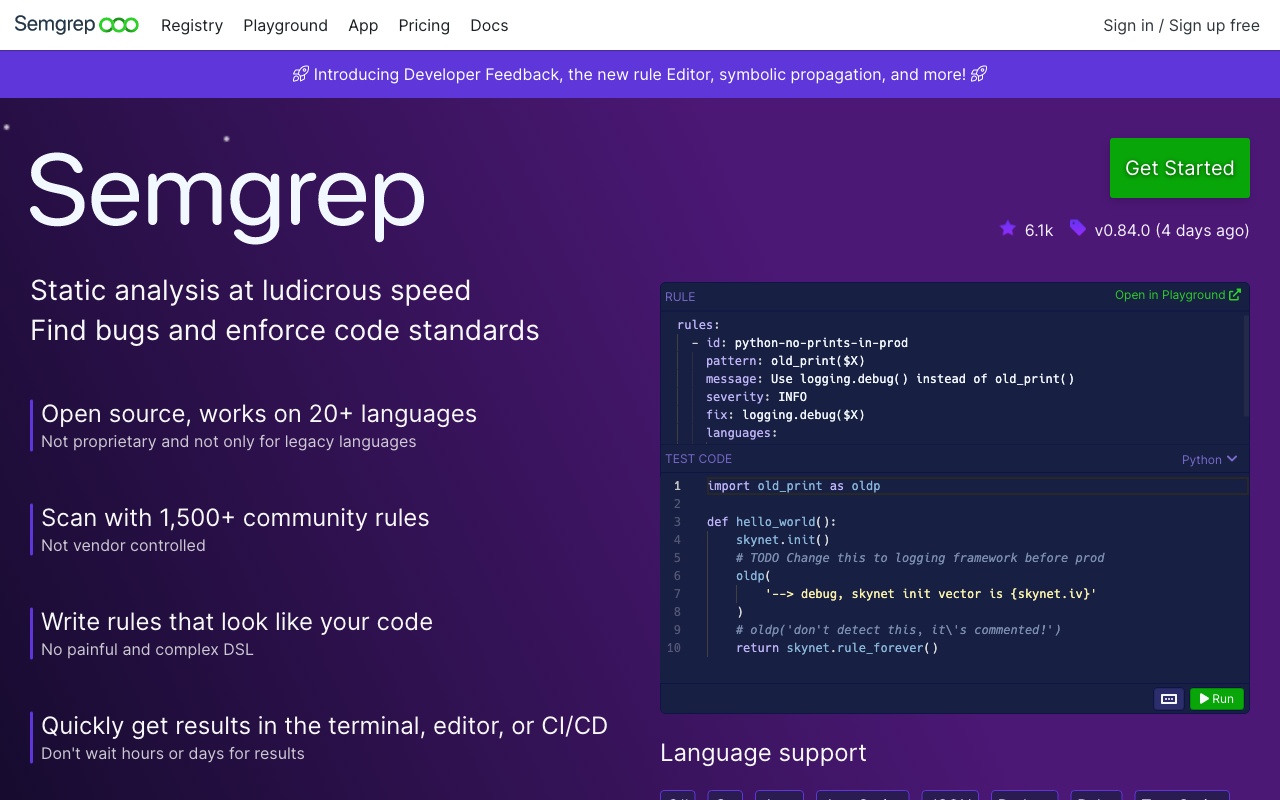 Semgrep
Registry
Playground
App
Pricing
Docs
Sign in / Sign up free
Introducing Developer Feedback, the new rule Editor, symbolic propagation, and more!
Semgrep
Static analysis at ludicrous speed
Find bugs and enforce code standards
Open source, works on 20+ languages
Not proprietary and not only for legacy languages
Scan with 1,500+ community rules
Not vendor controlled
Write rules that look like your code
No painful and complex DSL
Quickly get results in the terminal, editor, or CI/CD
Don't wait hours or days for results
Get Started
6.1k
v0.84.0 (4 days ago)
RULE
Open in Playground
rules:
- id: python-no-prints-in-prod
pattern: old_print($X)
message: Use logging.debug() instead of old_print()
severity: INFO
fix: logging.debug($X)
languages:
TEST CODE
Python
1 import old_print as oldp
2
3 def hello_world():
4 skynet.init()
5 # TODO Change this to logging framework before prod
6 oldp(
7 '--> debug, skynet init vector is {skynet.iv}'
8 )
9 # oldp('don't detect this, it\'s commented!')
10 return skynet.rule_forever()
Run
Language support